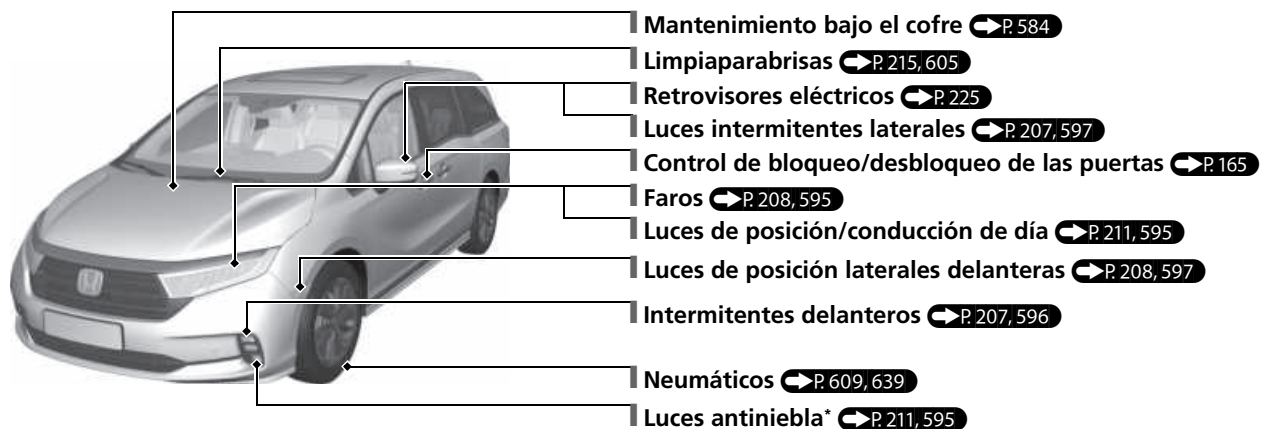 Mantenimiento bajo el cofre P. 584
Limpiaparabrisas P. 215, 605
Retrovisores eléctricos P. 225
Luces intermitentes laterales P. 207, 597
Control de bloqueo/desbloqueo de las puertas P. 165
Faros P. 208, 595
Luces de posición/conducción de día P. 211, 595
Luces de posición laterales delanteras P. 208, 597
Intermitentes delanteros P. 207, 596
Neumáticos P. 609, 639
Luces antiniebla* P. 211, 595